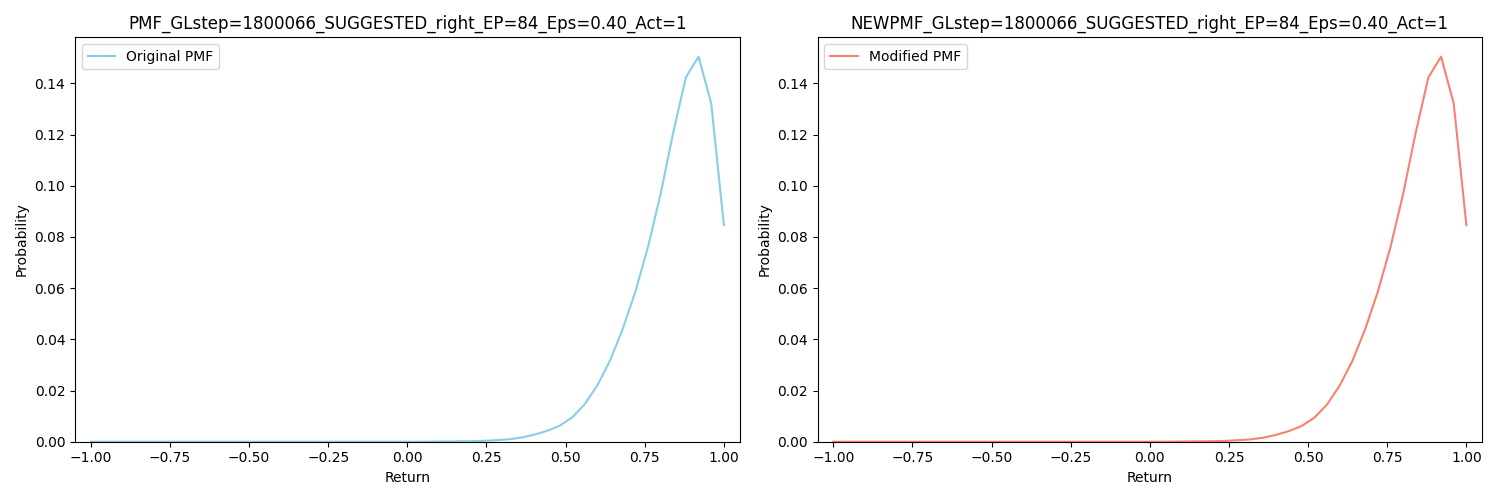 PMF_GLstep=1800066_SUGGESTED_right_EP=84_Eps=0.40_Act=1
Original PMF
Probability
0.14
0.12
0.10
0.08
0.06
0.04
0.02
0.00
−1.00 −0.75 −0.50 −0.25 0.00 0.25 0.50 0.75 1.00
Return
NEWPMF_GLstep=1800066_SUGGESTED_right_EP=84_Eps=0.40_Act=1
Modified PMF
Probability
0.14
0.12
0.10
0.08
0.06
0.04
0.02
0.00
−1.00 −0.75 −0.50 −0.25 0.00 0.25 0.50 0.75 1.00
Return